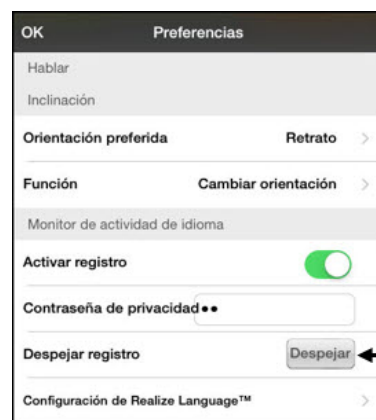 OK Preferencias
Hablar
Inclinación
Orientación preferida Retrato
Función Cambiar orientación
Monitor de actividad de idioma
Activar registro
Contraseña de privacidad ••
Despejar registro Despejar
Configuración de Realize Language™